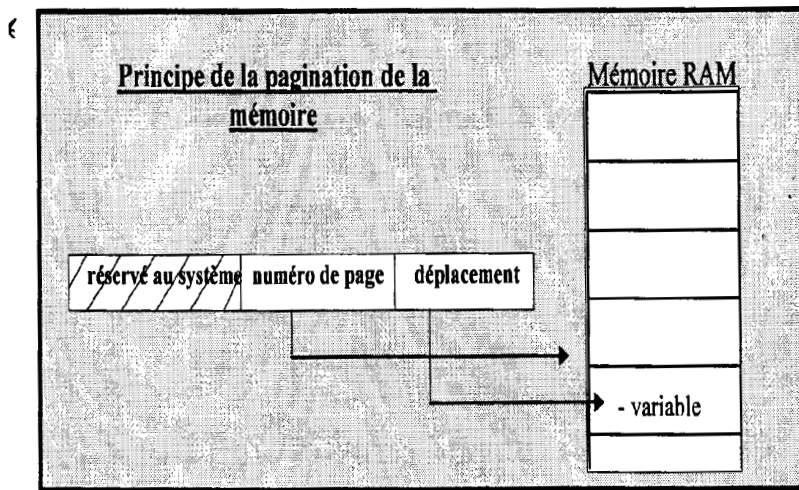 Principe de la pagination de la
mémoire
Mémoire RAM
réservé au système numéro de page déplacement
- variable